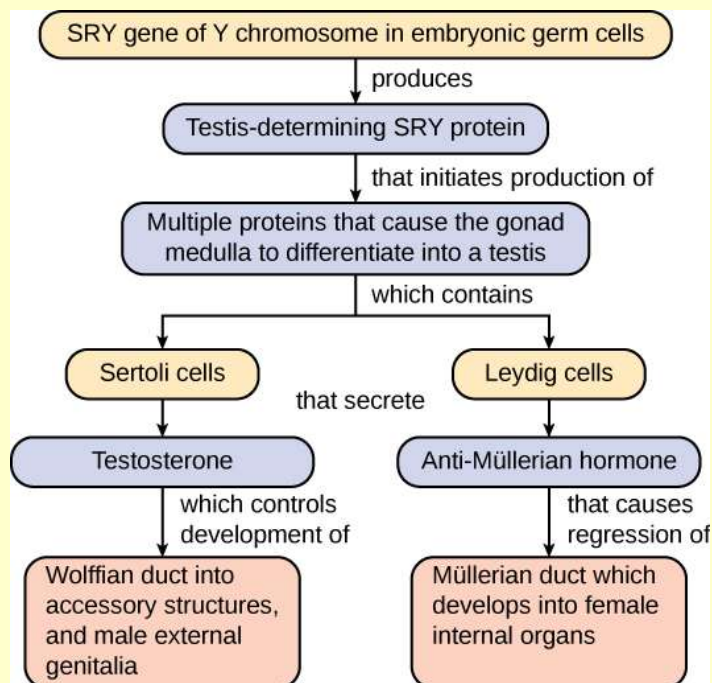 SRY gene of Y chromosome in embryonic germ cells
produces
Testis-determining SRY protein
that initiates production of
Multiple proteins that cause the gonad
medulla to differentiate into a testis
which contains
Sertoli cells
Leydig cells
that secrete
Testosterone
Anti-Müllerian hormone
which controls
development of
that causes
regression of
Wolffian duct into
accessory structures,
and male external
genitalia
Müllerian duct which
develops into female
internal organs